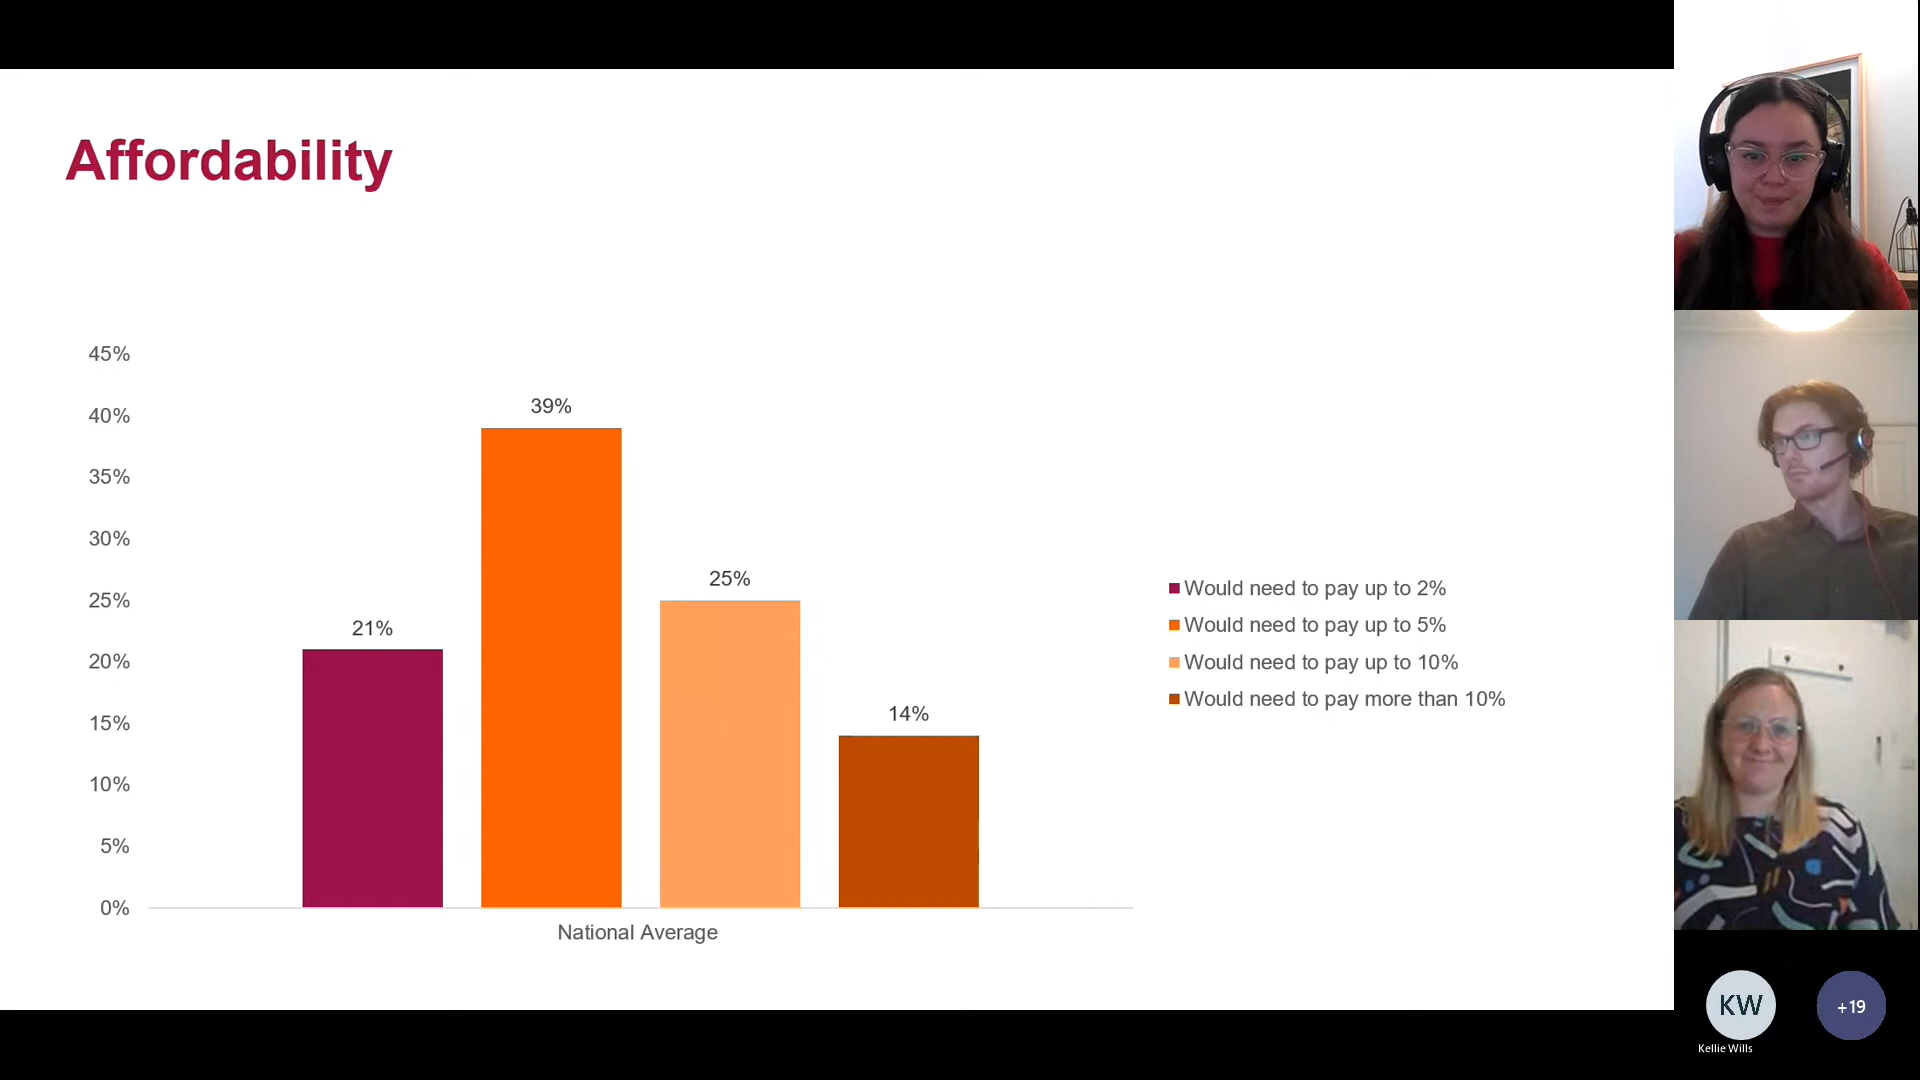 Affordability
45%
40%
35%
30%
25%
20%
15%
10%
5%
0%
21%
39%
25%
14%
National Average
Would need to pay up to 2%
Would need to pay up to 5%
Would need to pay up to 10%
Would need to pay more than 10%
KW
+19
Kellie Wills